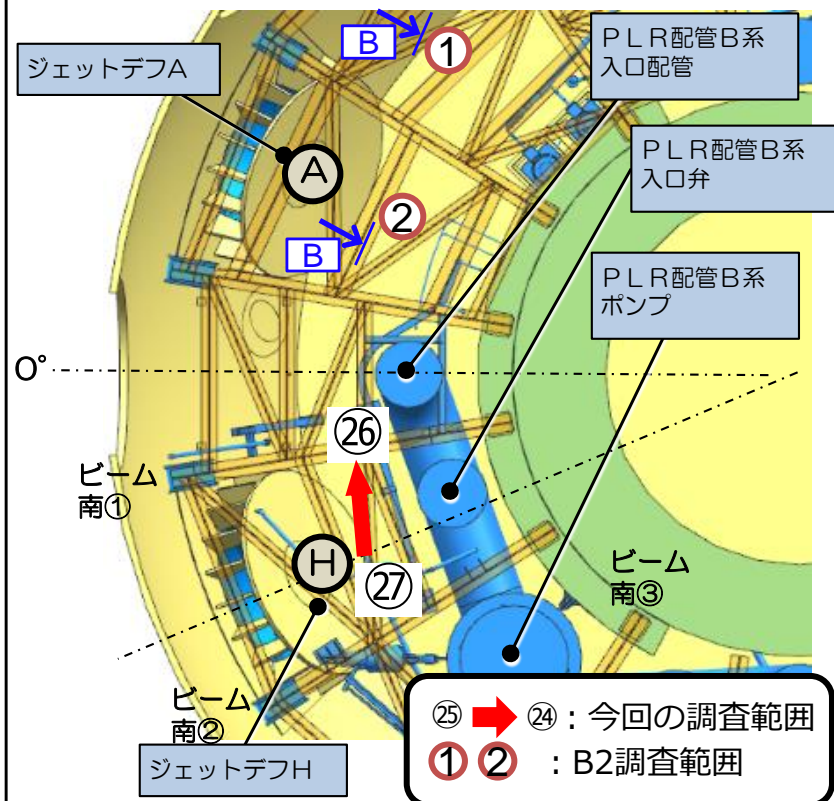 B
①
ＰＬＲ配管Ｂ系
入口配管
ジェットデフＡ
A
ＰＬＲ配管Ｂ系
入口弁
②
B
ＰＬＲ配管Ｂ系
ポンプ
0°
㉖
ビーム
南①
H
㉗
ビーム
南③
ビーム
南②
ジェットデフＨ
㉕ ㉔：今回の調査範囲
① ② ：B2調査範囲